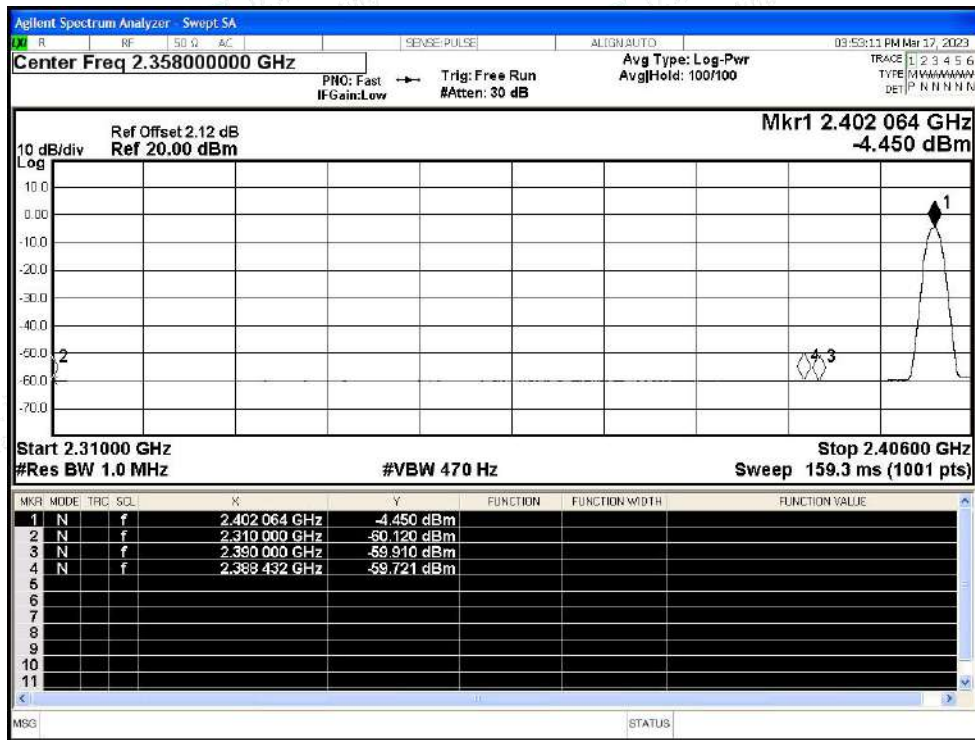 Agilent Spectrum Analyzer - Swept SA
LXI R RF 50 Ω AC SENSE:PULSE ALIGNAUTO 03:53:11 PM Mar 17, 2023
Center Freq 2.358000000 GHz
PNO: Fast
IFGain:Low
Trig: Free Run
#Atten: 30 dB
Avg Type: Log-Pwr
Avg|Hold: 100/100
TRACE 1 2 3 4 5 6
TYPE M
DET P N N N N N
Mkr1 2.402 064 GHz
-4.450 dBm
Ref Offset 2.12 dB
10 dB/div Ref 20.00 dBm
Log
10.0
0.00
-10.0
-20.0
-30.0
-40.0
-50.0
-60.0
-70.0
1
2
4 3
Start 2.31000 GHz Stop 2.40600 GHz
#Res BW 1.0 MHz #VBW 470 Hz Sweep 159.3 ms (1001 pts)
MKR MODE TRC SCL X Y FUNCTION FUNCTION WIDTH FUNCTION VALUE
1 N f 2.402 064 GHz -4.450 dBm
2 N f 2.310 000 GHz -60.120 dBm
3 N f 2.390 000 GHz -59.910 dBm
4 N f 2.388 432 GHz -59.721 dBm
5
6
7
8
9
10
11
MSG STATUS